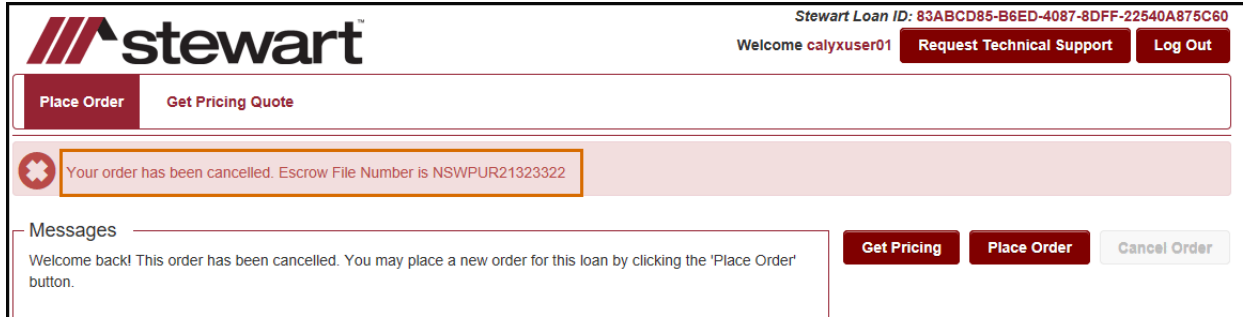 stewart™
Stewart Loan ID: 83ABCD85-B6ED-4087-8DFF-22540A875C60
Welcome calyxuser01 Request Technical Support Log Out
Place Order Get Pricing Quote
Your order has been cancelled. Escrow File Number is NSWPUR21323322
Messages
Welcome back! This order has been cancelled. You may place a new order for this loan by clicking the 'Place Order'
button.
Get Pricing Place Order Cancel Order